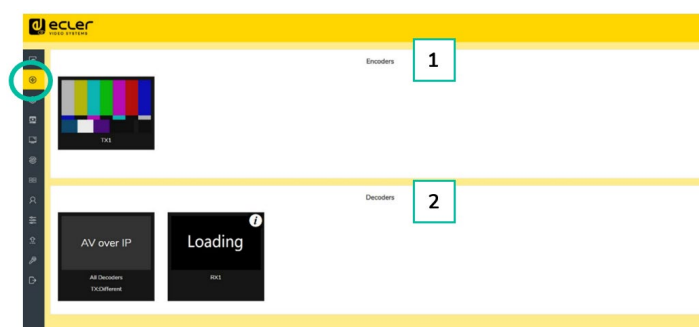 ecler
VIDEO SYSTEMS
Encoders
1
TX1
Decoders
2
AV over IP
All Decoders
TX:Different
Loading
i
RX1